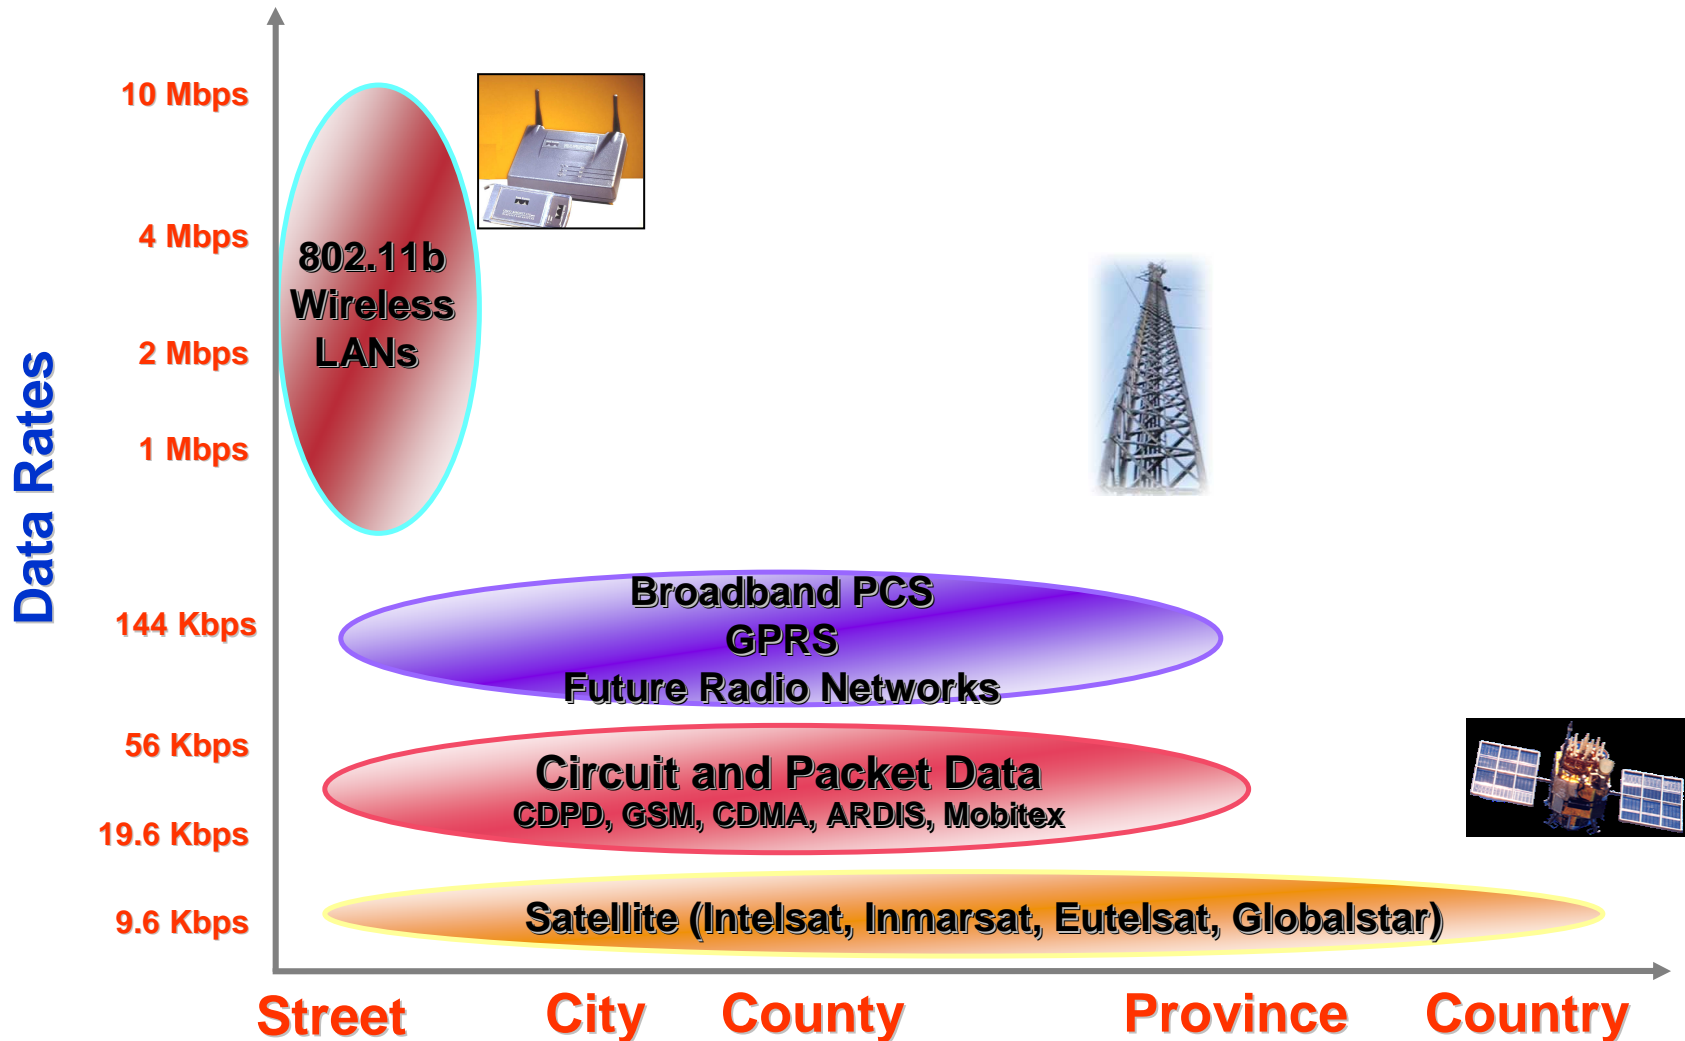 10 Mbps
4 Mbps
2 Mbps
1 Mbps
144 Kbps
56 Kbps
19.6 Kbps
9.6 Kbps
Data Rates
802.11b
Wireless
LANs
Broadband PCS
GPRS
Future Radio Networks
Circuit and Packet Data
CDPD, GSM, CDMA, ARDIS, Mobitex
Satellite (Intelsat, Inmarsat, Eutelsat, Globalstar)
Street City County Province Country